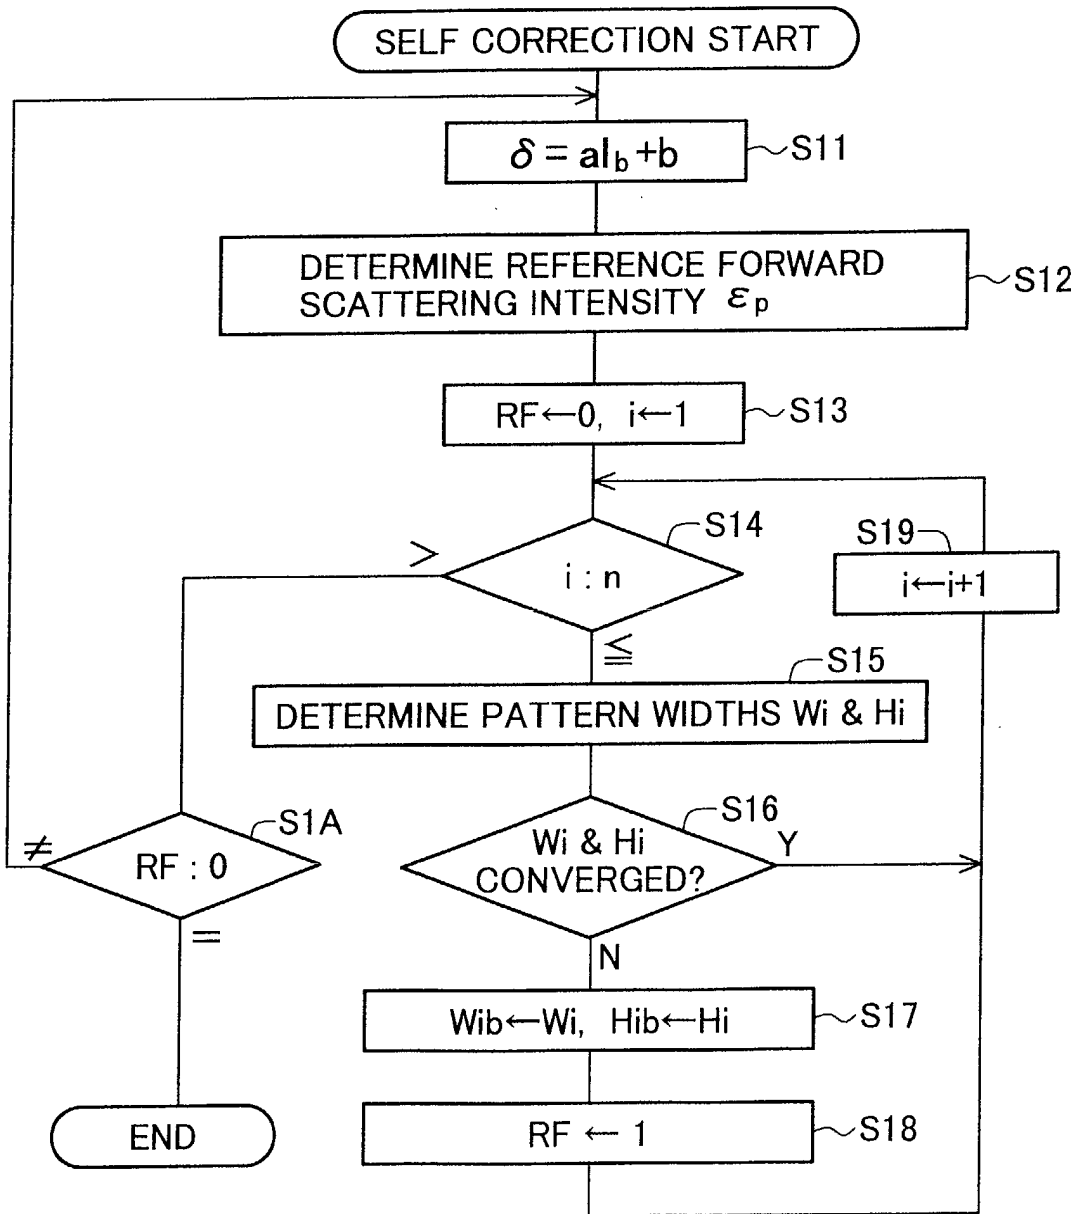 SELF CORRECTION START
δ = aIb+b
S11
DETERMINE REFERENCE FORWARD
SCATTERING INTENSITY εp
S12
RF←0, i←1
S13
S14
>
i : n
≦
S19
i←i+1
S15
DETERMINE PATTERN WIDTHS Wi & Hi
S16
Wi & Hi
CONVERGED?
Y
N
S1A
≠
RF : 0
=
Wib←Wi, Hib←Hi
S17
RF ← 1
S18
END